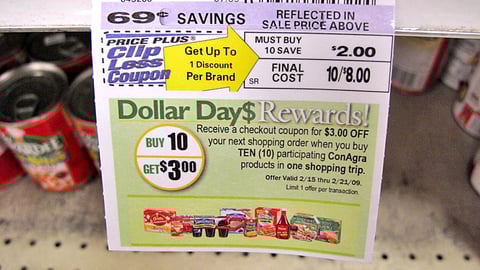 69¢ SAVINGS
REFLECTED IN
SALE PRICE ABOVE
PRICE PLUS
Clip
Less
Coupon
Get Up To
1 Discount
Per Brand
MUST BUY
10 SAVE
$2.00
SR
FINAL
COST
10/$8.00
Dollar Day$ Rewards!
BUY 10
GET $3.00
Receive a checkout coupon for $3.00 OFF
your next shopping order when you buy
TEN (10) participating ConAgra
products in one shopping trip.
Offer Valid 2/15 thru 2/21/09.
Limit 1 offer per transaction.